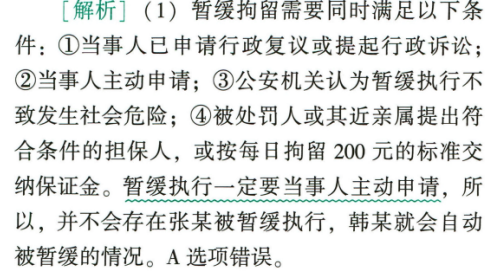 [解析]（1）暂缓拘留需要同时满足以下条
件：①当事人已申请行政复议或提起行政诉讼；
②当事人主动申请；③公安机关认为暂缓执行不
致发生社会危险；④被处罚人或其近亲属提出符
合条件的担保人，或按每日拘留 200 元的标准交
纳保证金。暂缓执行一定要当事人主动申请，所
以，并不会存在张某被暂缓执行，韩某就会自动
被暂缓的情况。A 选项错误。